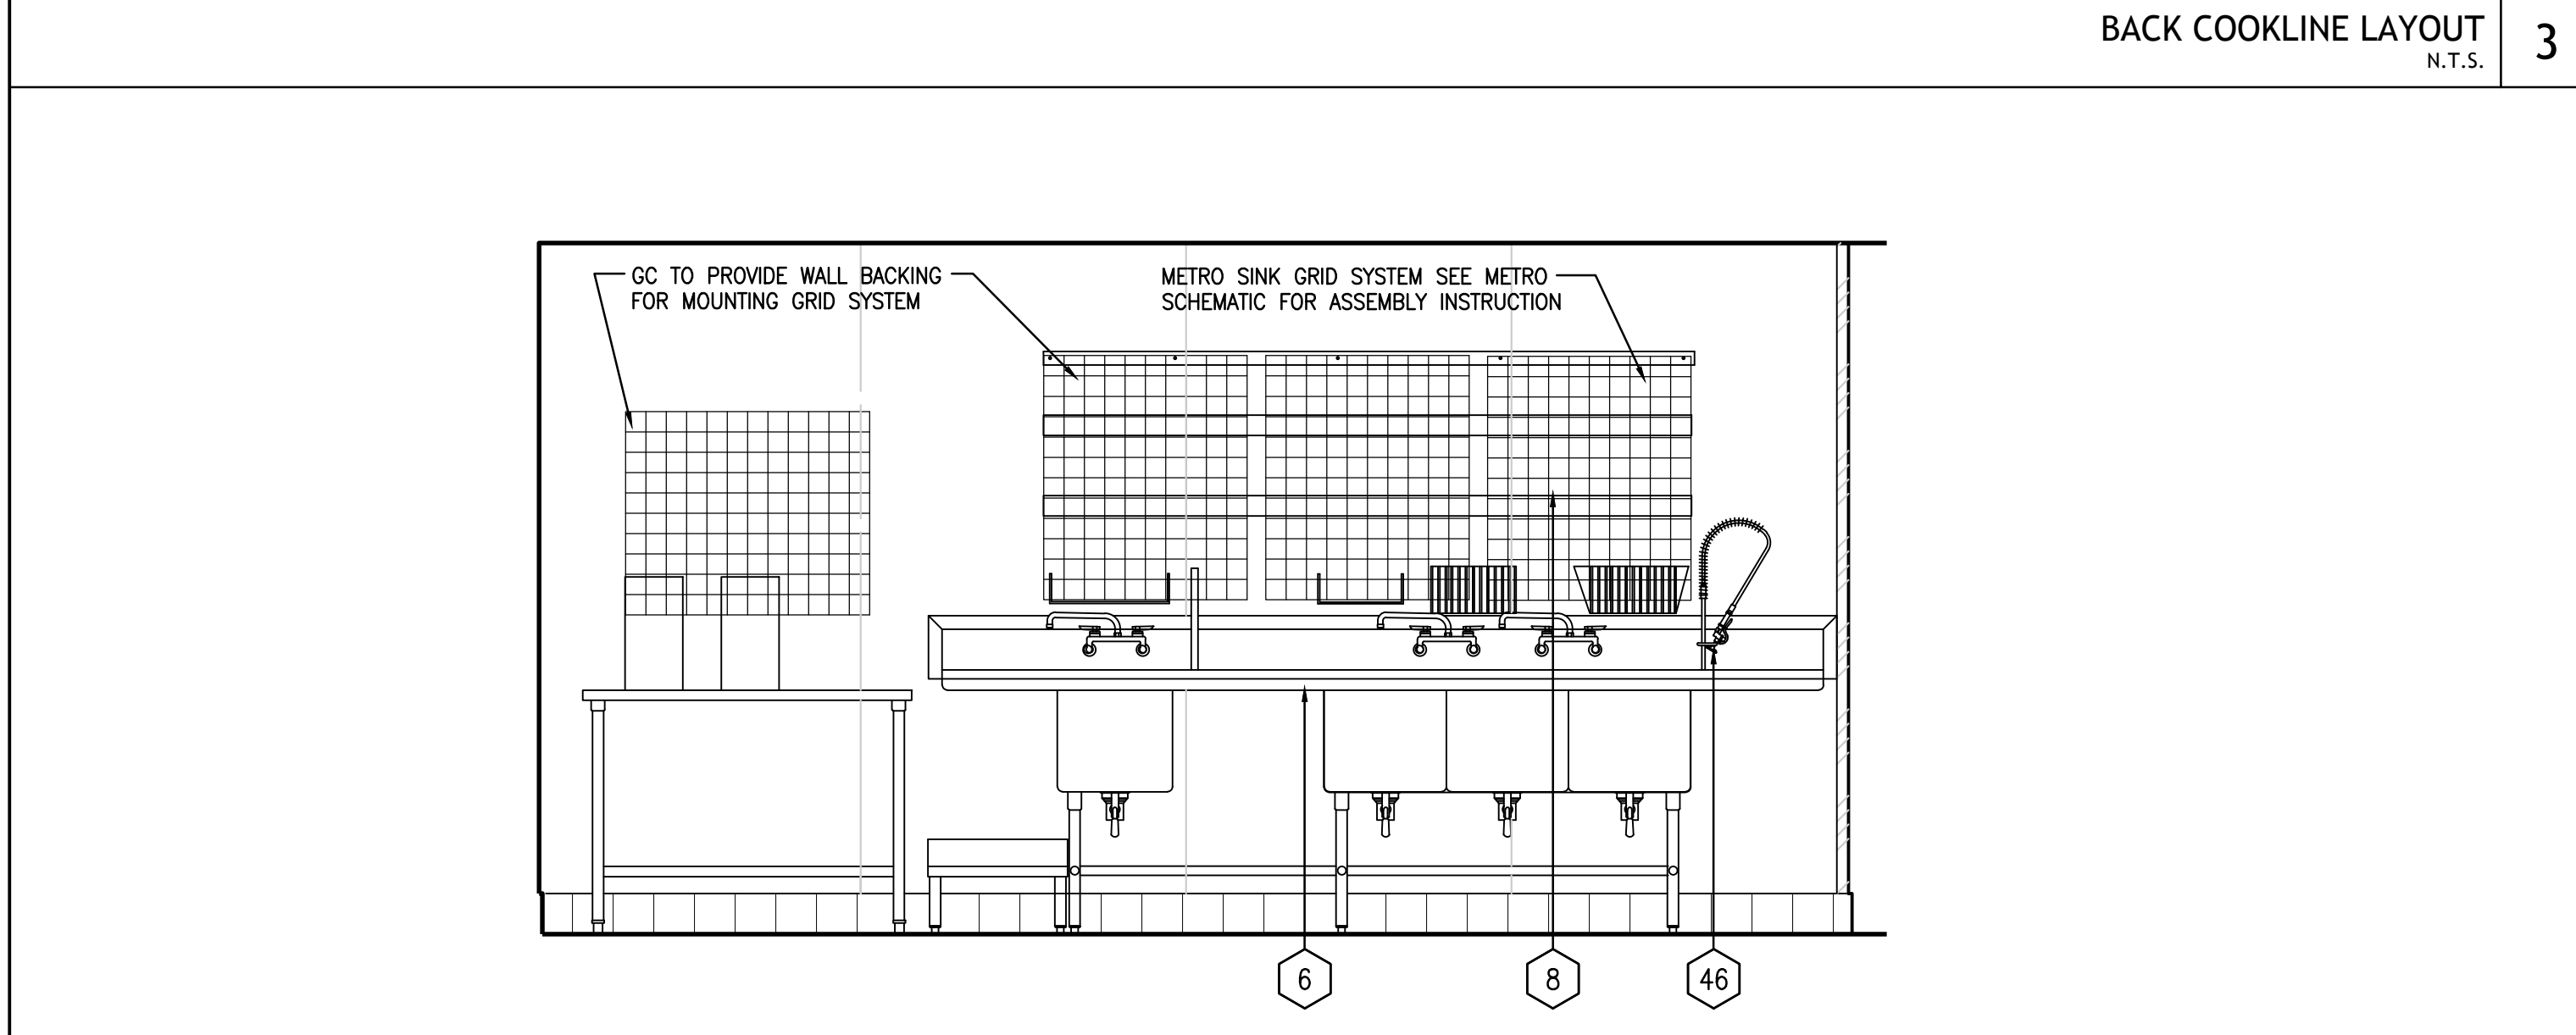 BACK COOKLINE LAYOUT
N.T.S.
3
GC TO PROVIDE WALL BACKING
FOR MOUNTING GRID SYSTEM
METRO SINK GRID SYSTEM SEE METRO
SCHEMATIC FOR ASSEMBLY INSTRUCTION
6
8
46